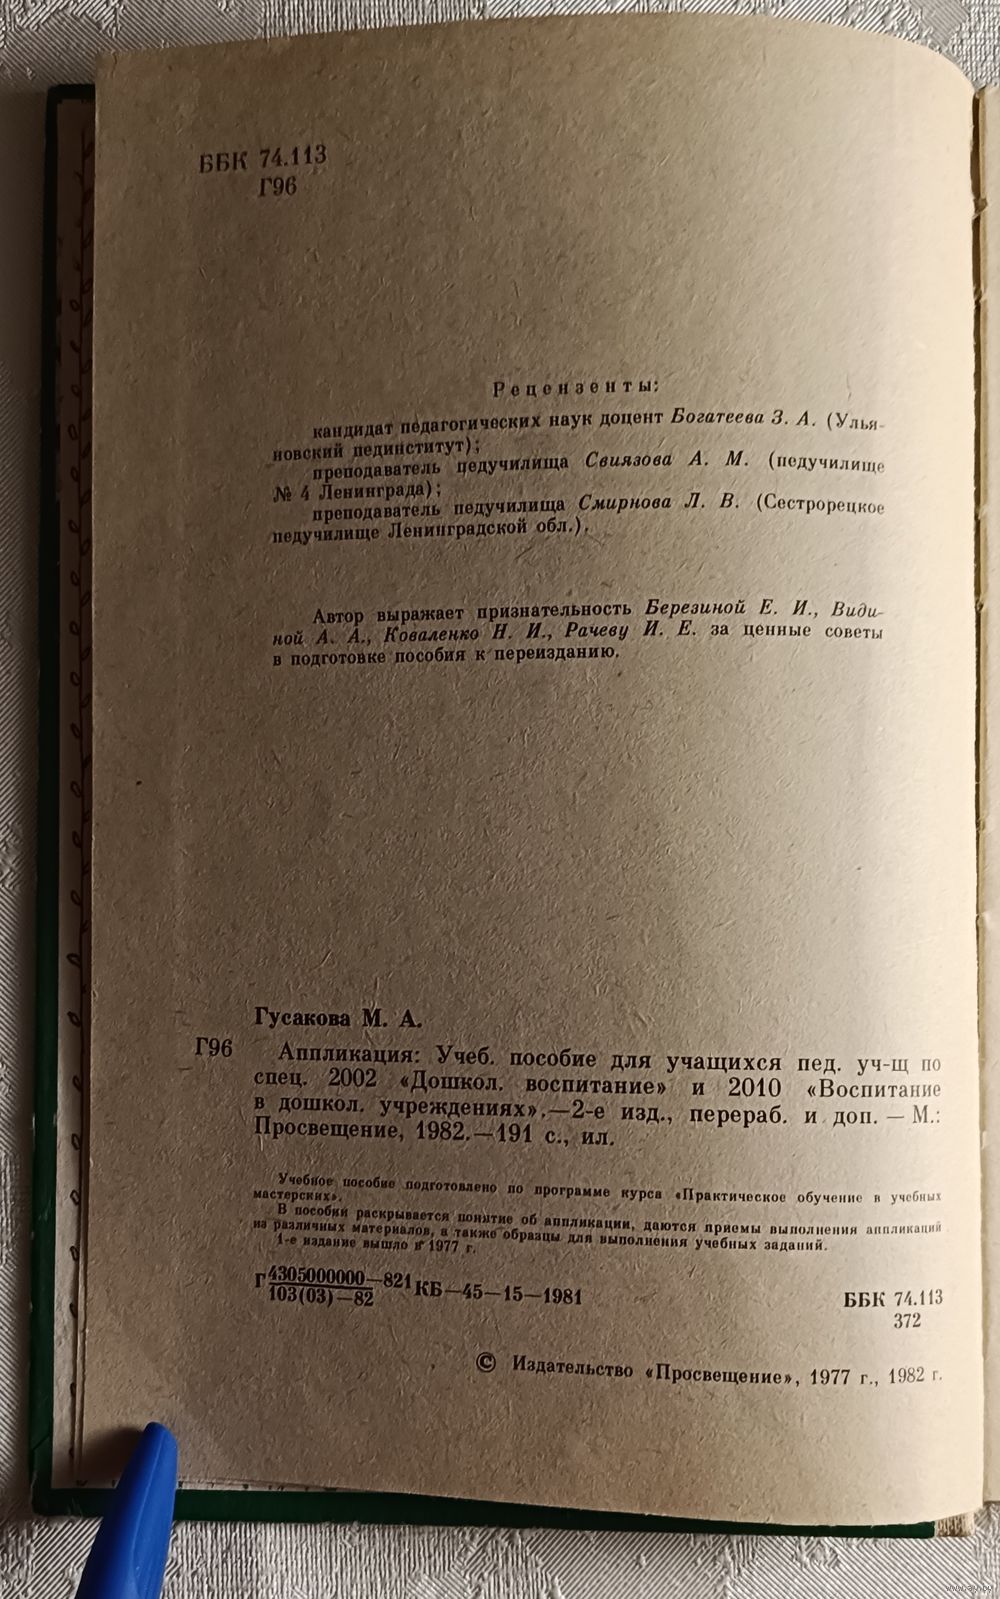 ББК 74.113
Г96
Рецензенты:
кандидат педагогических наук доцент Богатеева З. А. (Улья-
новский пединститут);
преподаватель педучилища Свиязова А. М. (педучилище
№ 4 Ленинграда);
преподаватель педучилища Смирнова Л. В. (Сестрорецкое
педучилище Ленинградской обл.).
Автор выражает признательность Березиной Е. И., Види-
ной А. А., Коваленко Н. И., Рачеву И. Е. за ценные советы
в подготовке пособия к переизданию.
Гусакова М. А.
Г96 Аппликация: Учеб. пособие для учащихся пед. уч-щ по
спец. 2002 «Дошкол. воспитание» и 2010 «Воспитание
в дошкол. учреждениях».—2-е изд., перераб. и доп. — М.:
Просвещение, 1982.—191 с., ил.
Учебное пособие подготовлено по программе курса «Практическое обучение в учебных
мастерских».
В пособии раскрывается понятие об аппликации, даются приемы выполнения аппликаций
из различных материалов, а также образцы для выполнения учебных заданий.
1-е издание вышло в 1977 г.
Г 4305000000—821 КБ—45—15—1981
103(03)—82
ББК 74.113
372
© Издательство «Просвещение», 1977 г., 1982 г.